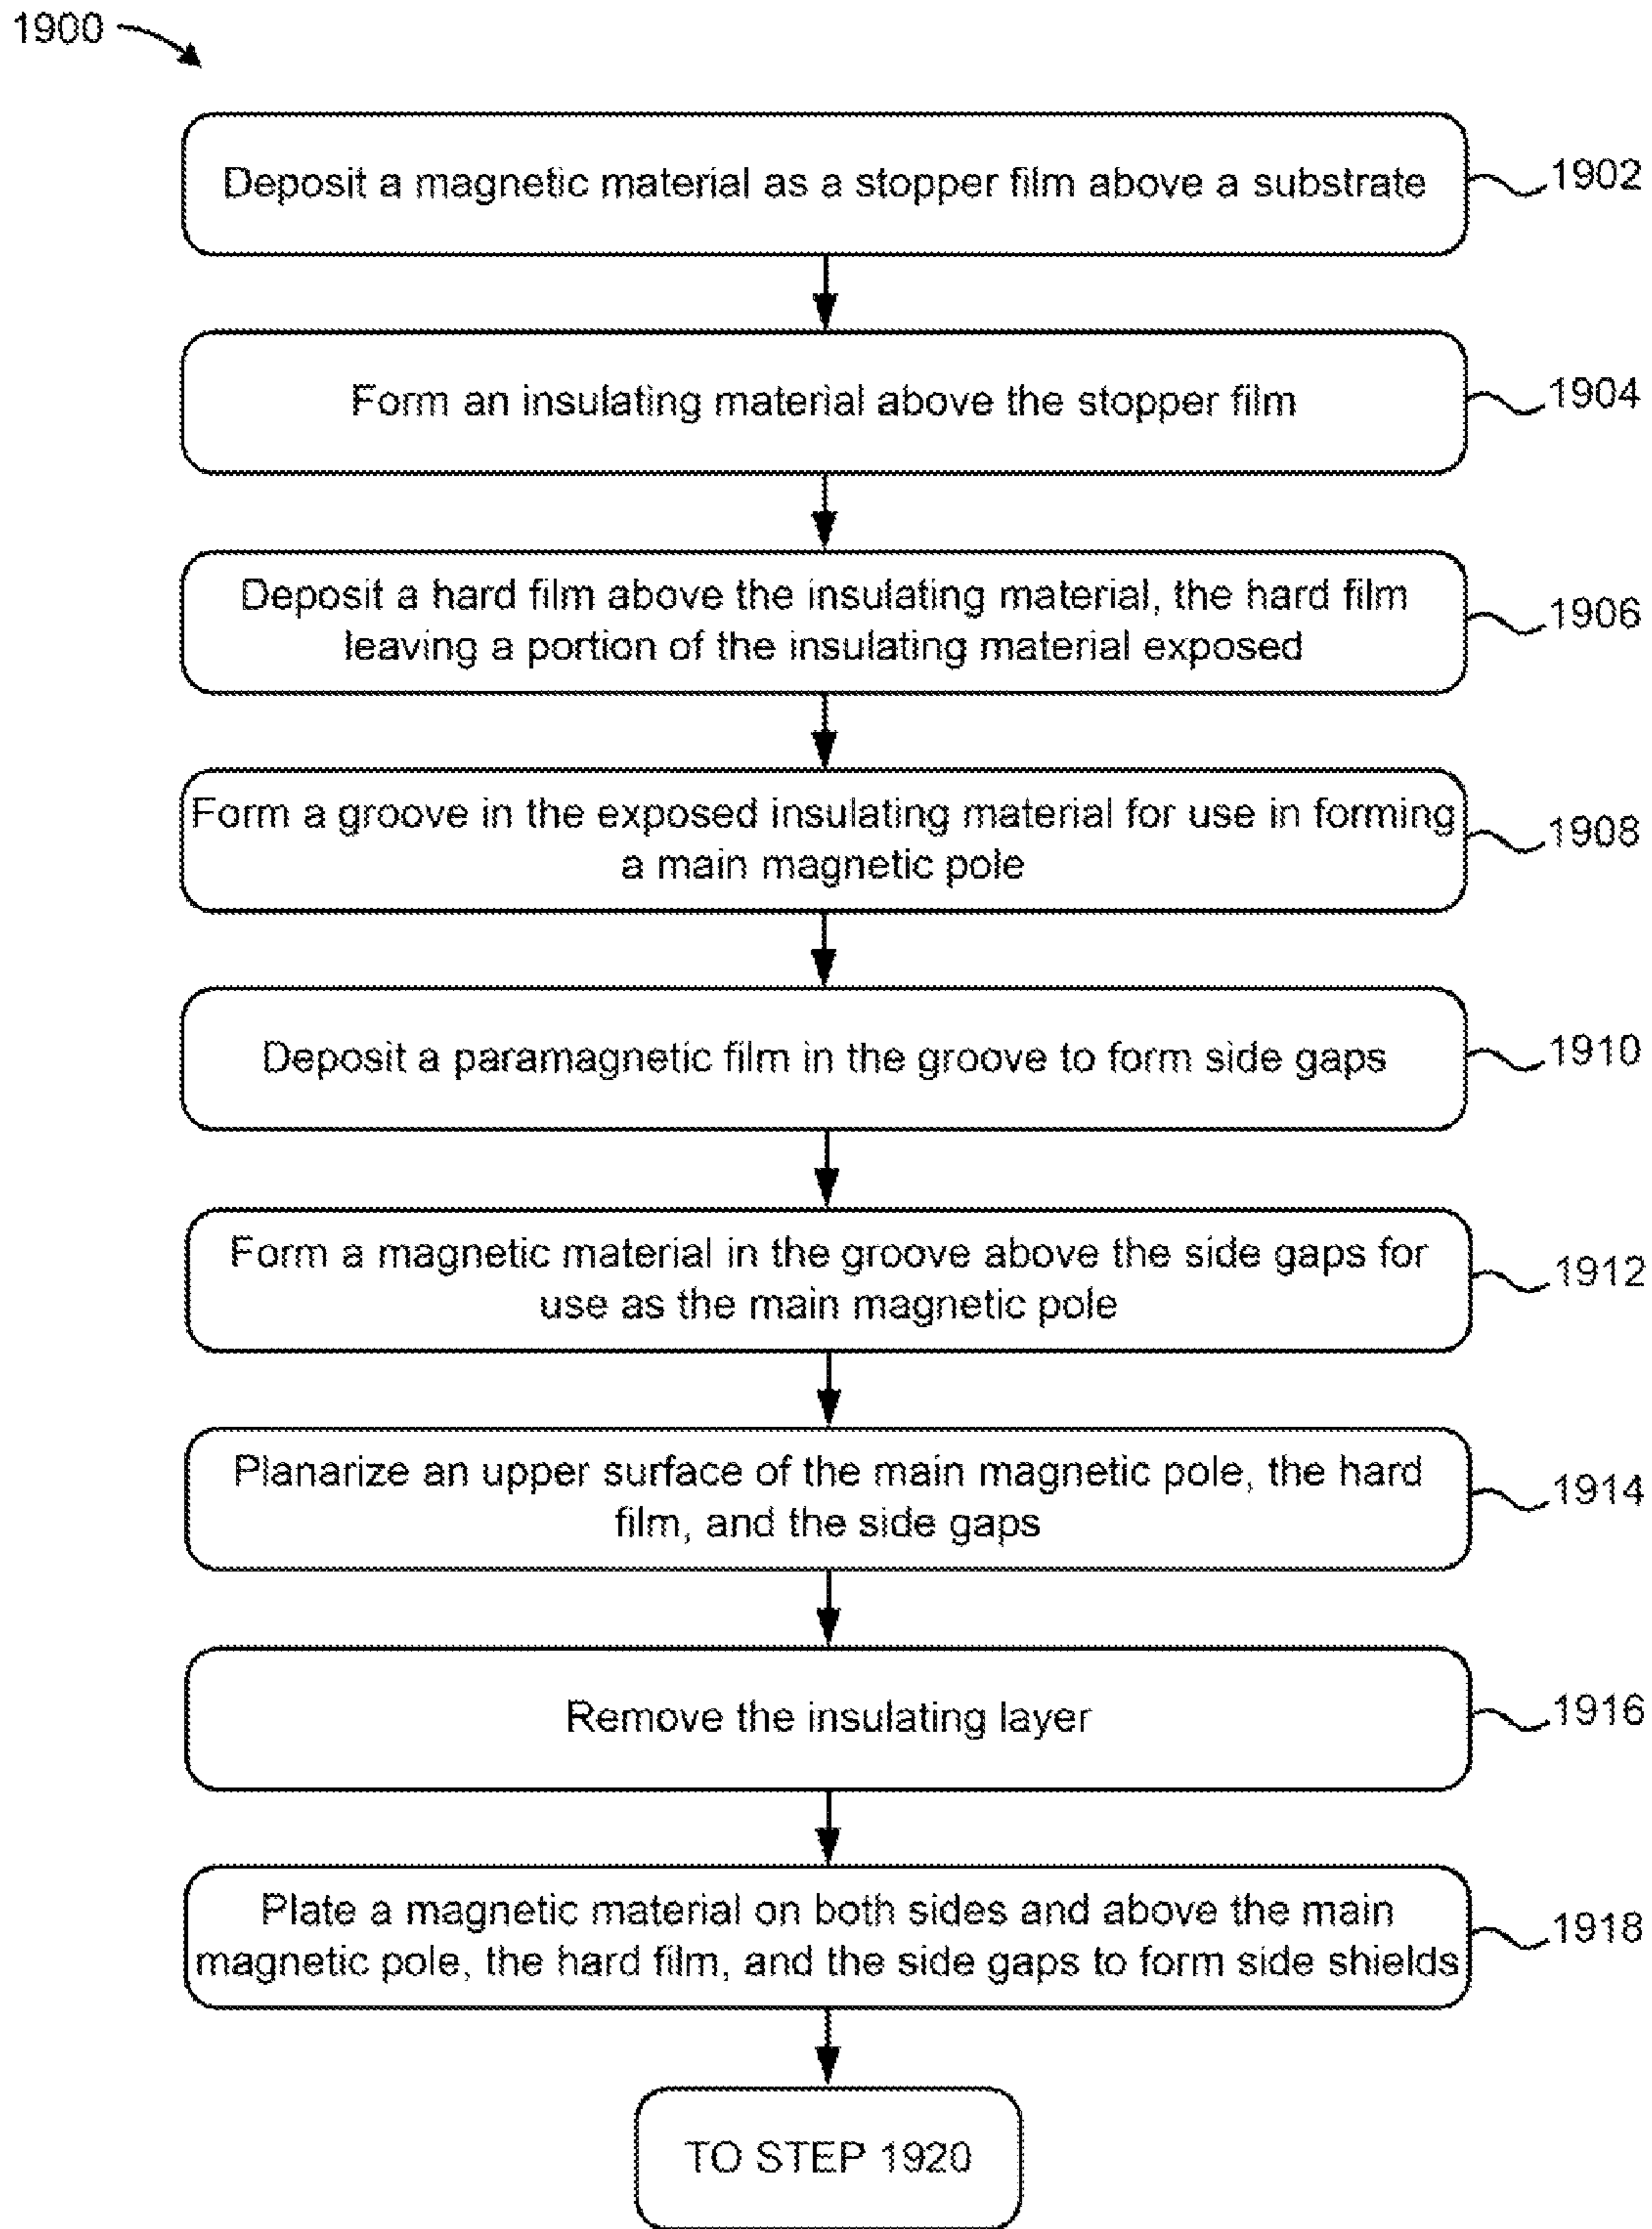 1900
Deposit a magnetic material as a stopper film above a substrate
1902
Form an insulating material above the stopper film
1904
Deposit a hard film above the insulating material, the hard film
leaving a portion of the insulating material exposed
1906
Form a groove in the exposed insulating material for use in forming
a main magnetic pole
1908
Deposit a paramagnetic film in the groove to form side gaps
1910
Form a magnetic material in the groove above the side gaps for
use as the main magnetic pole
1912
Planarize an upper surface of the main magnetic pole, the hard
film, and the side gaps
1914
Remove the insulating layer
1916
Plate a magnetic material on both sides and above the main
magnetic pole, the hard film, and the side gaps to form side shields
1918
TO STEP 1920